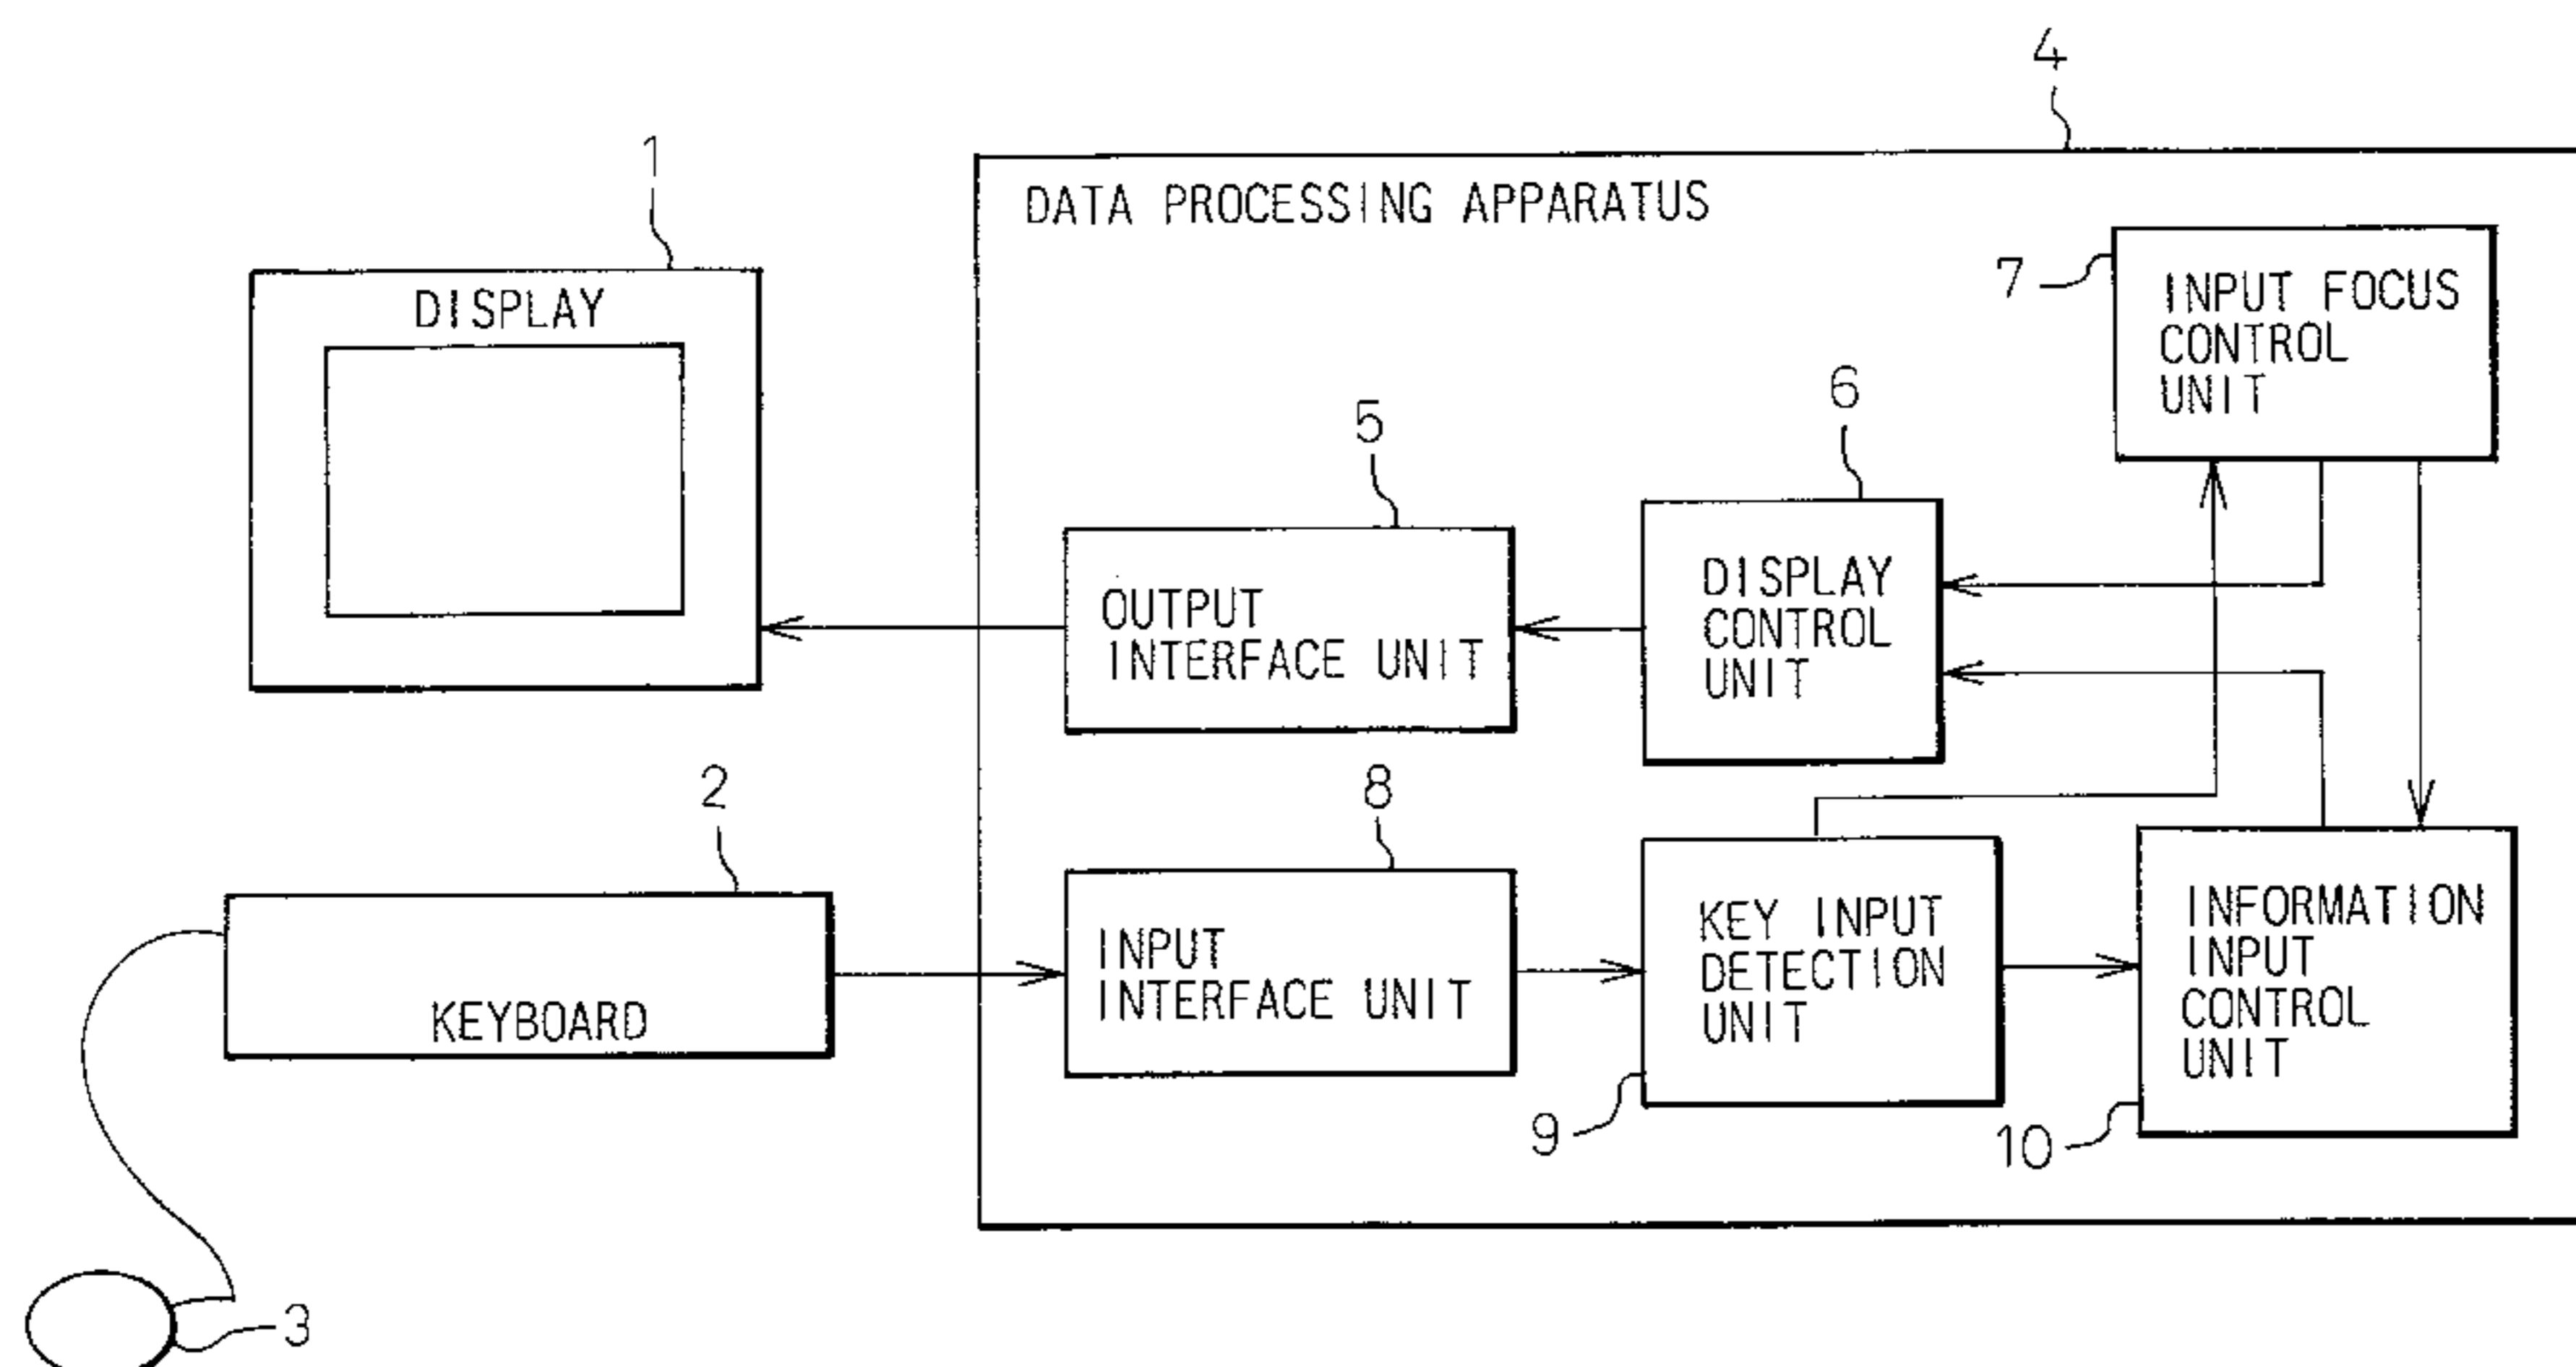 4
1
DATA PROCESSING APPARATUS
7
INPUT FOCUS
CONTROL
UNIT
DISPLAY
6
5
DISPLAY
CONTROL
UNIT
OUTPUT
INTERFACE UNIT
2
8
KEYBOARD
INPUT
INTERFACE UNIT
KEY INPUT
DETECTION
UNIT
INFORMATION
INPUT
CONTROL
UNIT
9
10
3